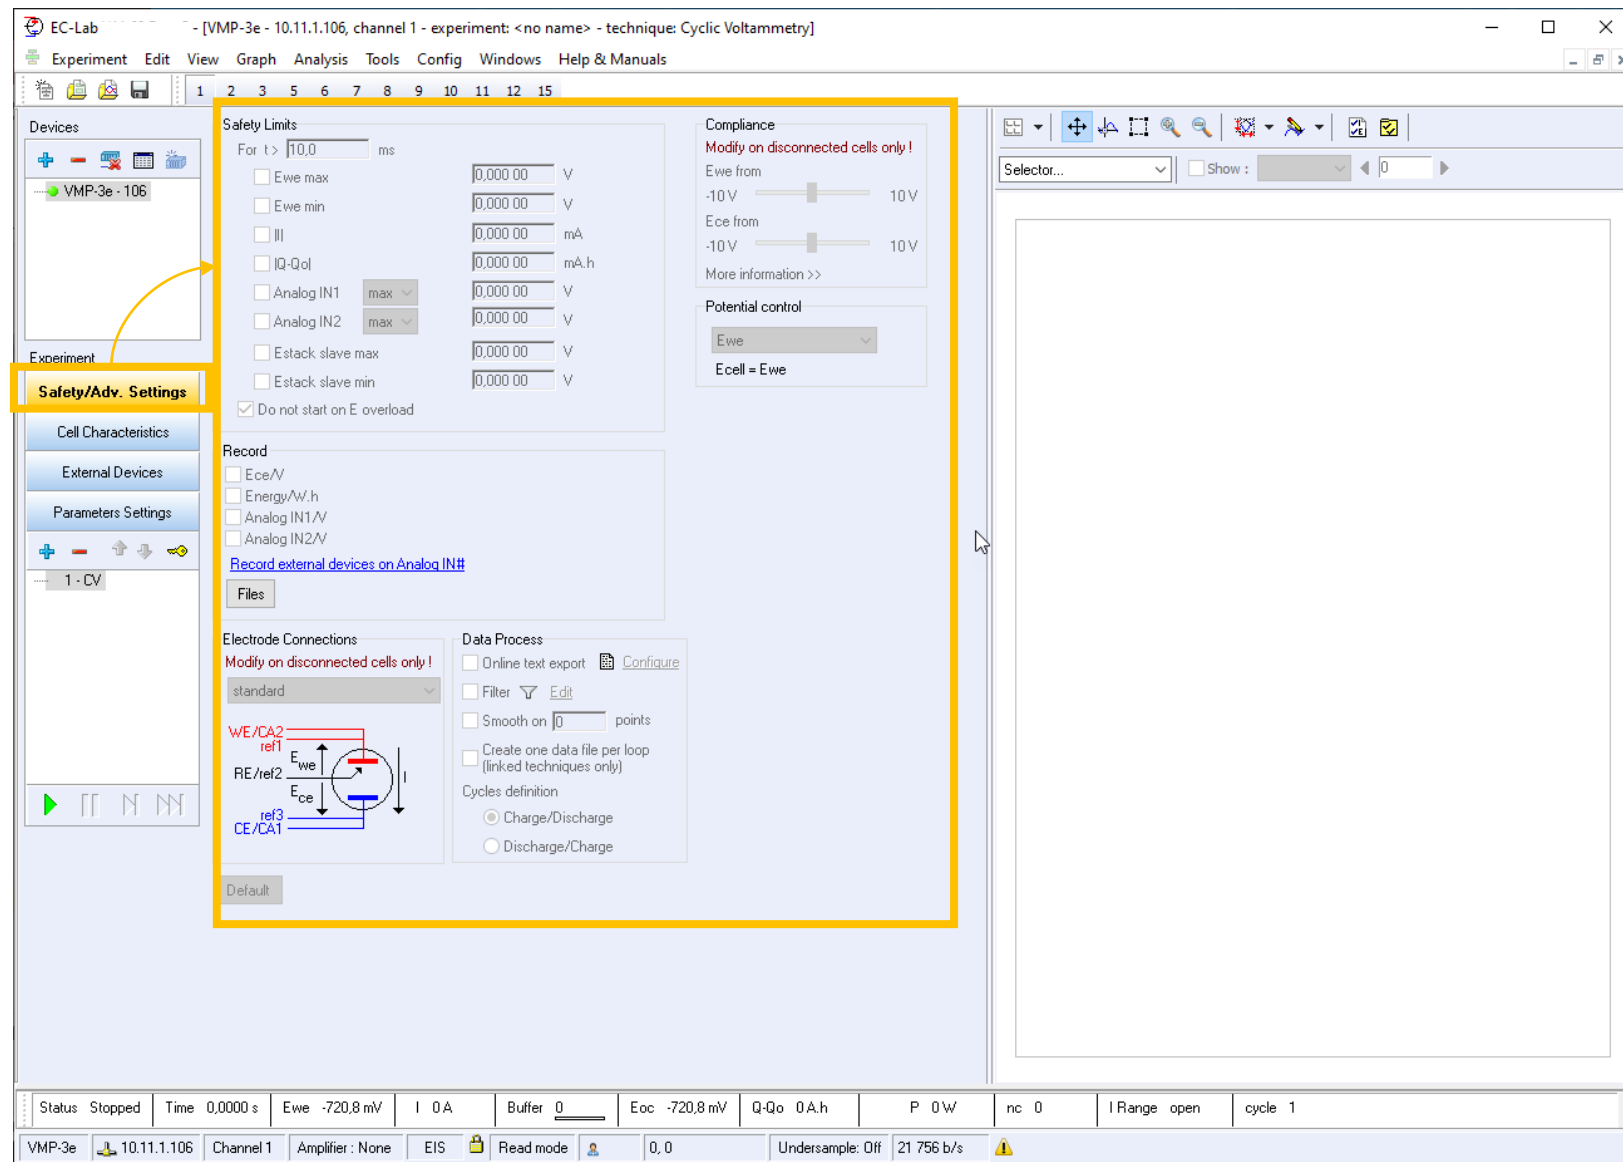 EC-Lab - [VMP-3e - 10.11.1.106, channel 1 - experiment: <no name> - technique: Cyclic Voltammetry]
Experiment Edit View Graph Analysis Tools Config Windows Help & Manuals
1 2 3 5 6 7 8 9 10 11 12 15
Devices
VMP-3e - 106
Experiment
Safety/Adv. Settings
Cell Characteristics
External Devices
Parameters Settings
1 - CV
Safety Limits
For t > 10,0 ms
Ewe max 0,000 00 V
Ewe min 0,000 00 V
|I| 0,000 00 mA
|Q-Qo| 0,000 00 mA.h
Analog IN1 max 0,000 00 V
Analog IN2 max 0,000 00 V
Estack slave max 0,000 00 V
Estack slave min 0,000 00 V
Do not start on E overload
Record
Ece/V
Energy/W.h
Analog IN1/V
Analog IN2/V
Record external devices on Analog IN#
Files
Electrode Connections
Modify on disconnected cells only !
standard
WE/CA2
ref1
Ewe
RE/ref2
I
Ece
ref3
CE/CA1
Default
Data Process
Online text export Configure
Filter Edit
Smooth on 0 points
Create one data file per loop
(linked techniques only)
Cycles definition
Charge/Discharge
Discharge/Charge
Compliance
Modify on disconnected cells only !
Ewe from
-10 V 10 V
Ece from
-10 V 10 V
More information >>
Potential control
Ewe
Ecell = Ewe
Selector... Show : 0
Status Stopped Time 0,0000 s Ewe -720,8 mV I 0 A Buffer 0 Eoc -720,8 mV Q-Qo 0 A.h P 0 W nc 0 I Range open cycle 1
VMP-3e 10.11.1.106 Channel 1 Amplifier : None EIS Read mode 0, 0 Undersample: Off 21 756 b/s